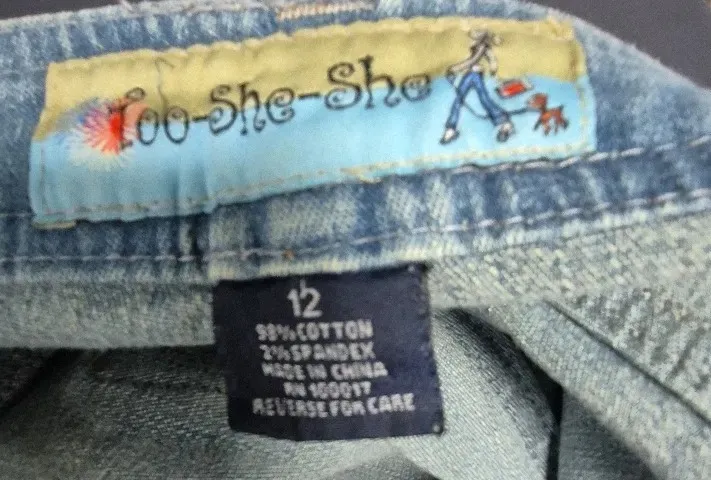 Too-She-She
12
98% COTTON
2% SPANDEX
MADE IN CHINA
RN 100017
REVERSE FOR CARE